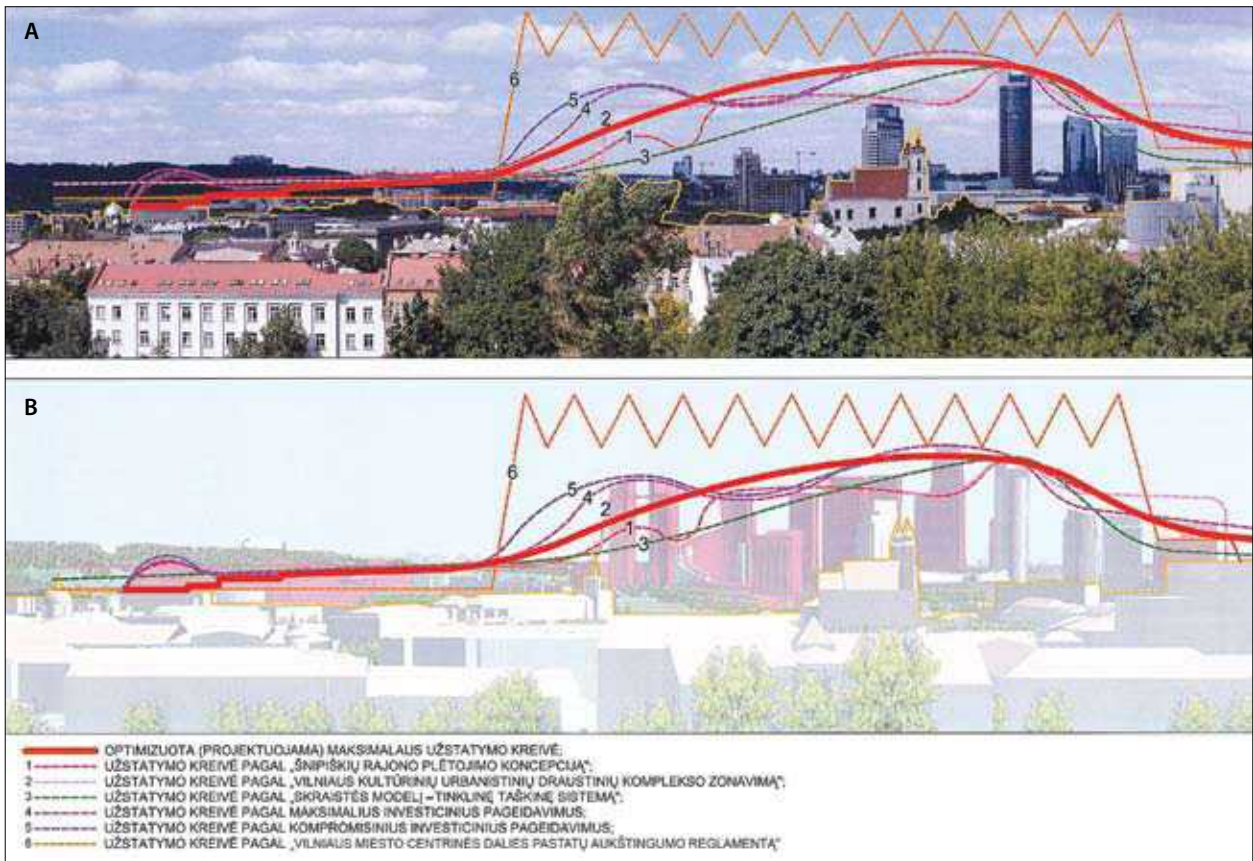 A
6
5
4
2
1
3
B
6
5
4
2
1
3
OPTIMIZUOTA (PROJEKTUOJAMA) MAKSIMALAUS UŽSTATYMO KREIVĖ;
1 UŽSTATYMO KREIVĖ PAGAL „ŠNIPIŠKIŲ RAJONO PLĖTOJIMO KONCEPCIJĄ“;
2 UŽSTATYMO KREIVĖ PAGAL „VILNIAUS KULTŪRINIŲ URBANISTINIŲ DRAUSTINIŲ KOMPLEKSO ZONAVIMĄ“;
3 UŽSTATYMO KREIVĖ PAGAL „SKRAISTĖS MODELĮ – TINKLINĘ TAŠKINĘ SISTEMĄ“;
4 UŽSTATYMO KREIVĖ PAGAL MAKSIMALIUS INVESTICINIUS PAGEIDAVIMUS;
5 UŽSTATYMO KREIVĖ PAGAL KOMPROMISINIUS INVESTICINIUS PAGEIDAVIMUS;
6 UŽSTATYMO KREIVĖ PAGAL „VILNIAUS MIESTO CENTRINĖS DALIES PASTATŲ AUKŠTINGUMO REGLAMENTĄ“